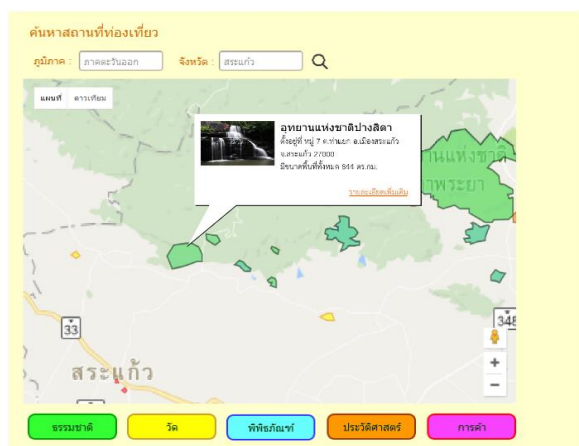 ค้นหาสถานที่ท่องเที่ยว
ภูมิภาค : ภาคตะวันออก จังหวัด : สระแก้ว
แผนที่ ดาวเทียม
อุทยานแห่งชาติปางสีดา
ตั้งอยู่ที่ หมู่ 7 ต.ท่าแยก อ.เมืองสระแก้ว
จ.สระแก้ว 27000
มีขนาดพื้นที่ทั้งหมด 844 ตร.กม.
รายละเอียดเพิ่มเติม
านแห่งชาติ
าพระยา
33
348
สระแก้ว
+
−
ธรรมชาติ วัด พิพิธภัณฑ์ ประวัติศาสตร์ การค้า